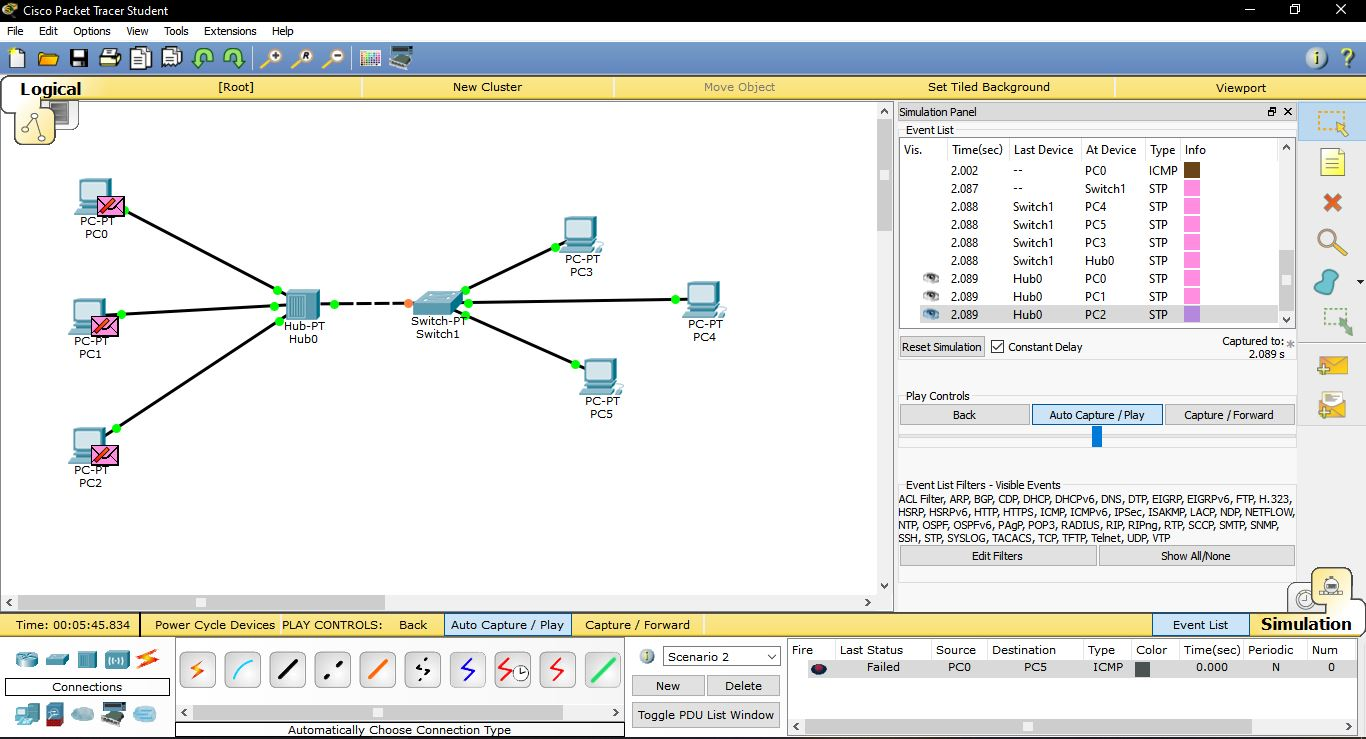 Cisco Packet Tracer Student
File Edit Options View Tools Extensions Help
Logical [Root] New Cluster Move Object Set Tiled Background Viewport
PC-PT
PC0
PC-PT
PC1
PC-PT
PC2
Hub-PT
Hub0
Switch-PT
Switch1
PC-PT
PC3
PC-PT
PC4
PC-PT
PC5
Simulation Panel
Event List
Vis. Time(sec) Last Device At Device Type Info
2.002 -- PC0 ICMP
2.087 -- Switch1 STP
2.088 Switch1 PC4 STP
2.088 Switch1 PC5 STP
2.088 Switch1 PC3 STP
2.088 Switch1 Hub0 STP
2.089 Hub0 PC0 STP
2.089 Hub0 PC1 STP
2.089 Hub0 PC2 STP
Reset Simulation Constant Delay Captured to: *
2.089 s
Play Controls
Back Auto Capture / Play Capture / Forward
Event List Filters - Visible Events
ACL Filter, ARP, BGP, CDP, DHCP, DHCPv6, DNS, DTP, EIGRP, EIGRPv6, FTP, H.323,
HSRP, HSRPv6, HTTP, HTTPS, ICMP, ICMPv6, IPSec, ISAKMP, LACP, NDP, NETFLOW,
NTP, OSPF, OSPFv6, PAgP, POP3, RADIUS, RIP, RIPng, RTP, SCCP, SMTP, SNMP,
SSH, STP, SYSLOG, TACACS, TCP, TFTP, Telnet, UDP, VTP
Edit Filters Show All/None
Time: 00:05:45.834 Power Cycle Devices PLAY CONTROLS: Back Auto Capture / Play Capture / Forward Event List Simulation
Connections
Automatically Choose Connection Type
Scenario 2
New Delete
Toggle PDU List Window
Fire Last Status Source Destination Type Color Time(sec) Periodic Num
Failed PC0 PC5 ICMP 0.000 N 0